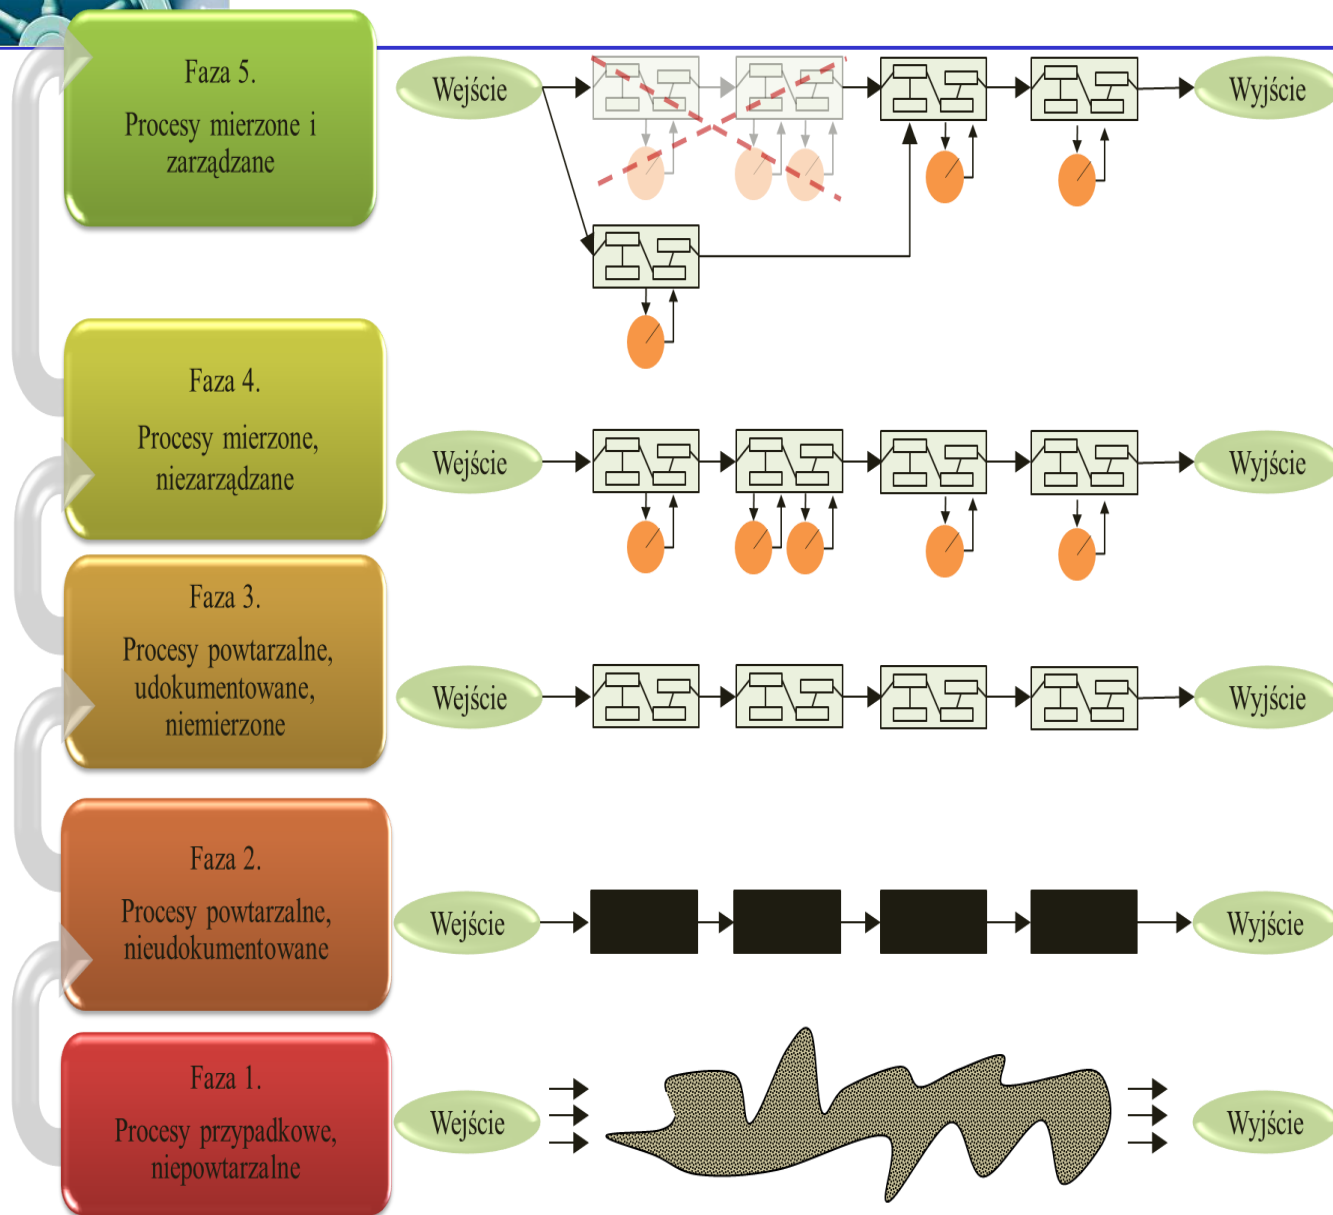 Faza 5.
Procesy mierzone i
zarządzane
Wejście
Wyjście
Faza 4.
Procesy mierzone,
niezarządzane
Wejście
Wyjście
Faza 3.
Procesy powtarzalne,
udokumentowane,
niemierzone
Wejście
Wyjście
Faza 2.
Procesy powtarzalne,
nieudokumentowane
Wejście
Wyjście
Faza 1.
Procesy przypadkowe,
niepowtarzalne
Wejście
Wyjście